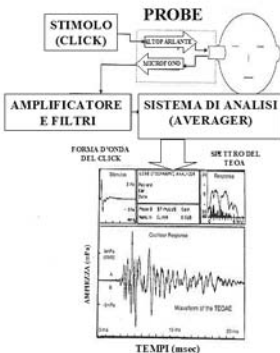 PROBE
STIMOLO
(CLICK)
ALTOPARLANTE
MICROFONO
AMPLIFICATORE
E FILTRI
SISTEMA DI ANALISI
(AVERAGER)
FORMA D'ONDA
DEL CLICK
SPETTRO DEL
TEOA
Stimulus
Response
Cochlear Response
Waveform of the TEOAE
AMPIEZZA (mPa)
TEMPI (msec)